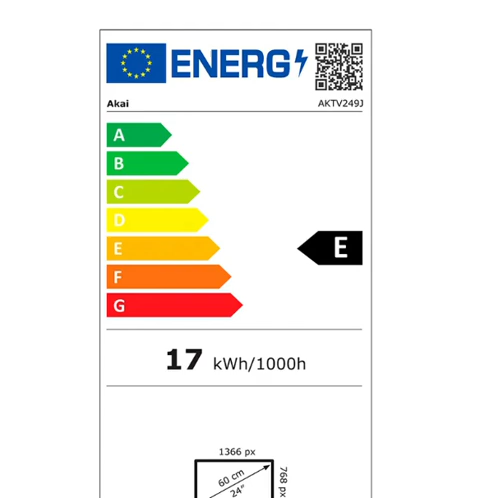 ENERG
Akai AKTV249J
A
B
C
D
E
E
F
G
17 kWh/1000h
1366 px
60 cm
24"
768 px